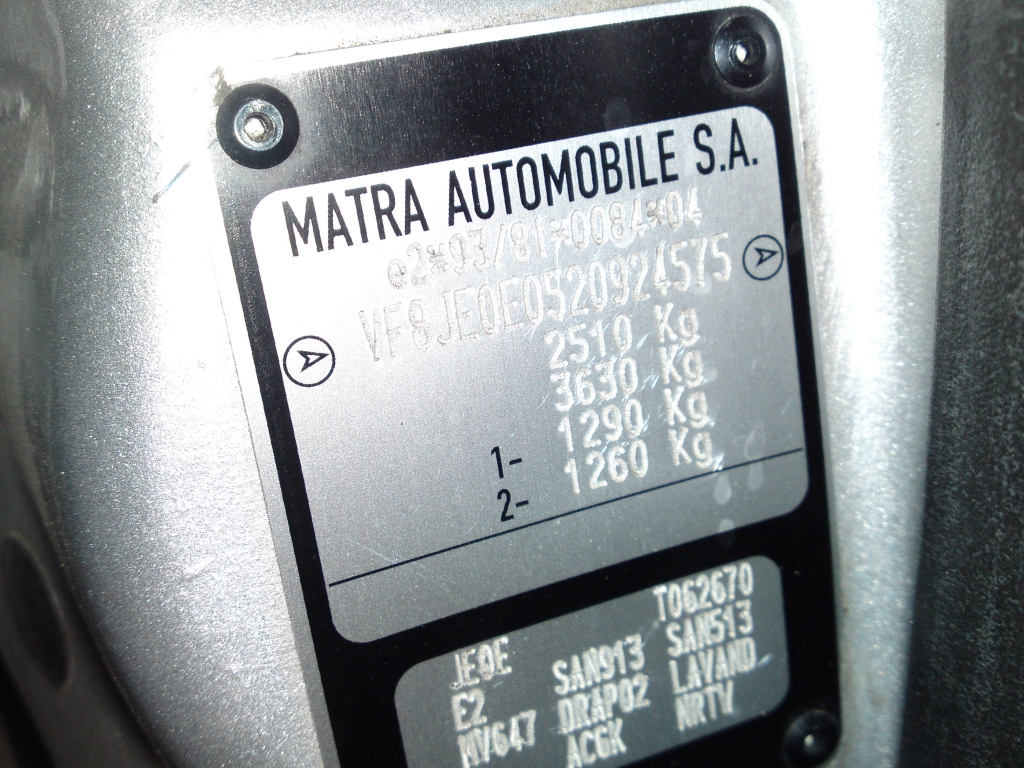 MATRA AUTOMOBILE S.A.
e2*93/81*0084*04
VF8JE0E0520924575
2510 Kg
3630 Kg
1- 1290 Kg
2- 1260 Kg
T062670
JE0E SAN913 SAN513
E2 DRAP02 LAVAND
MV647 ACGK NRTV